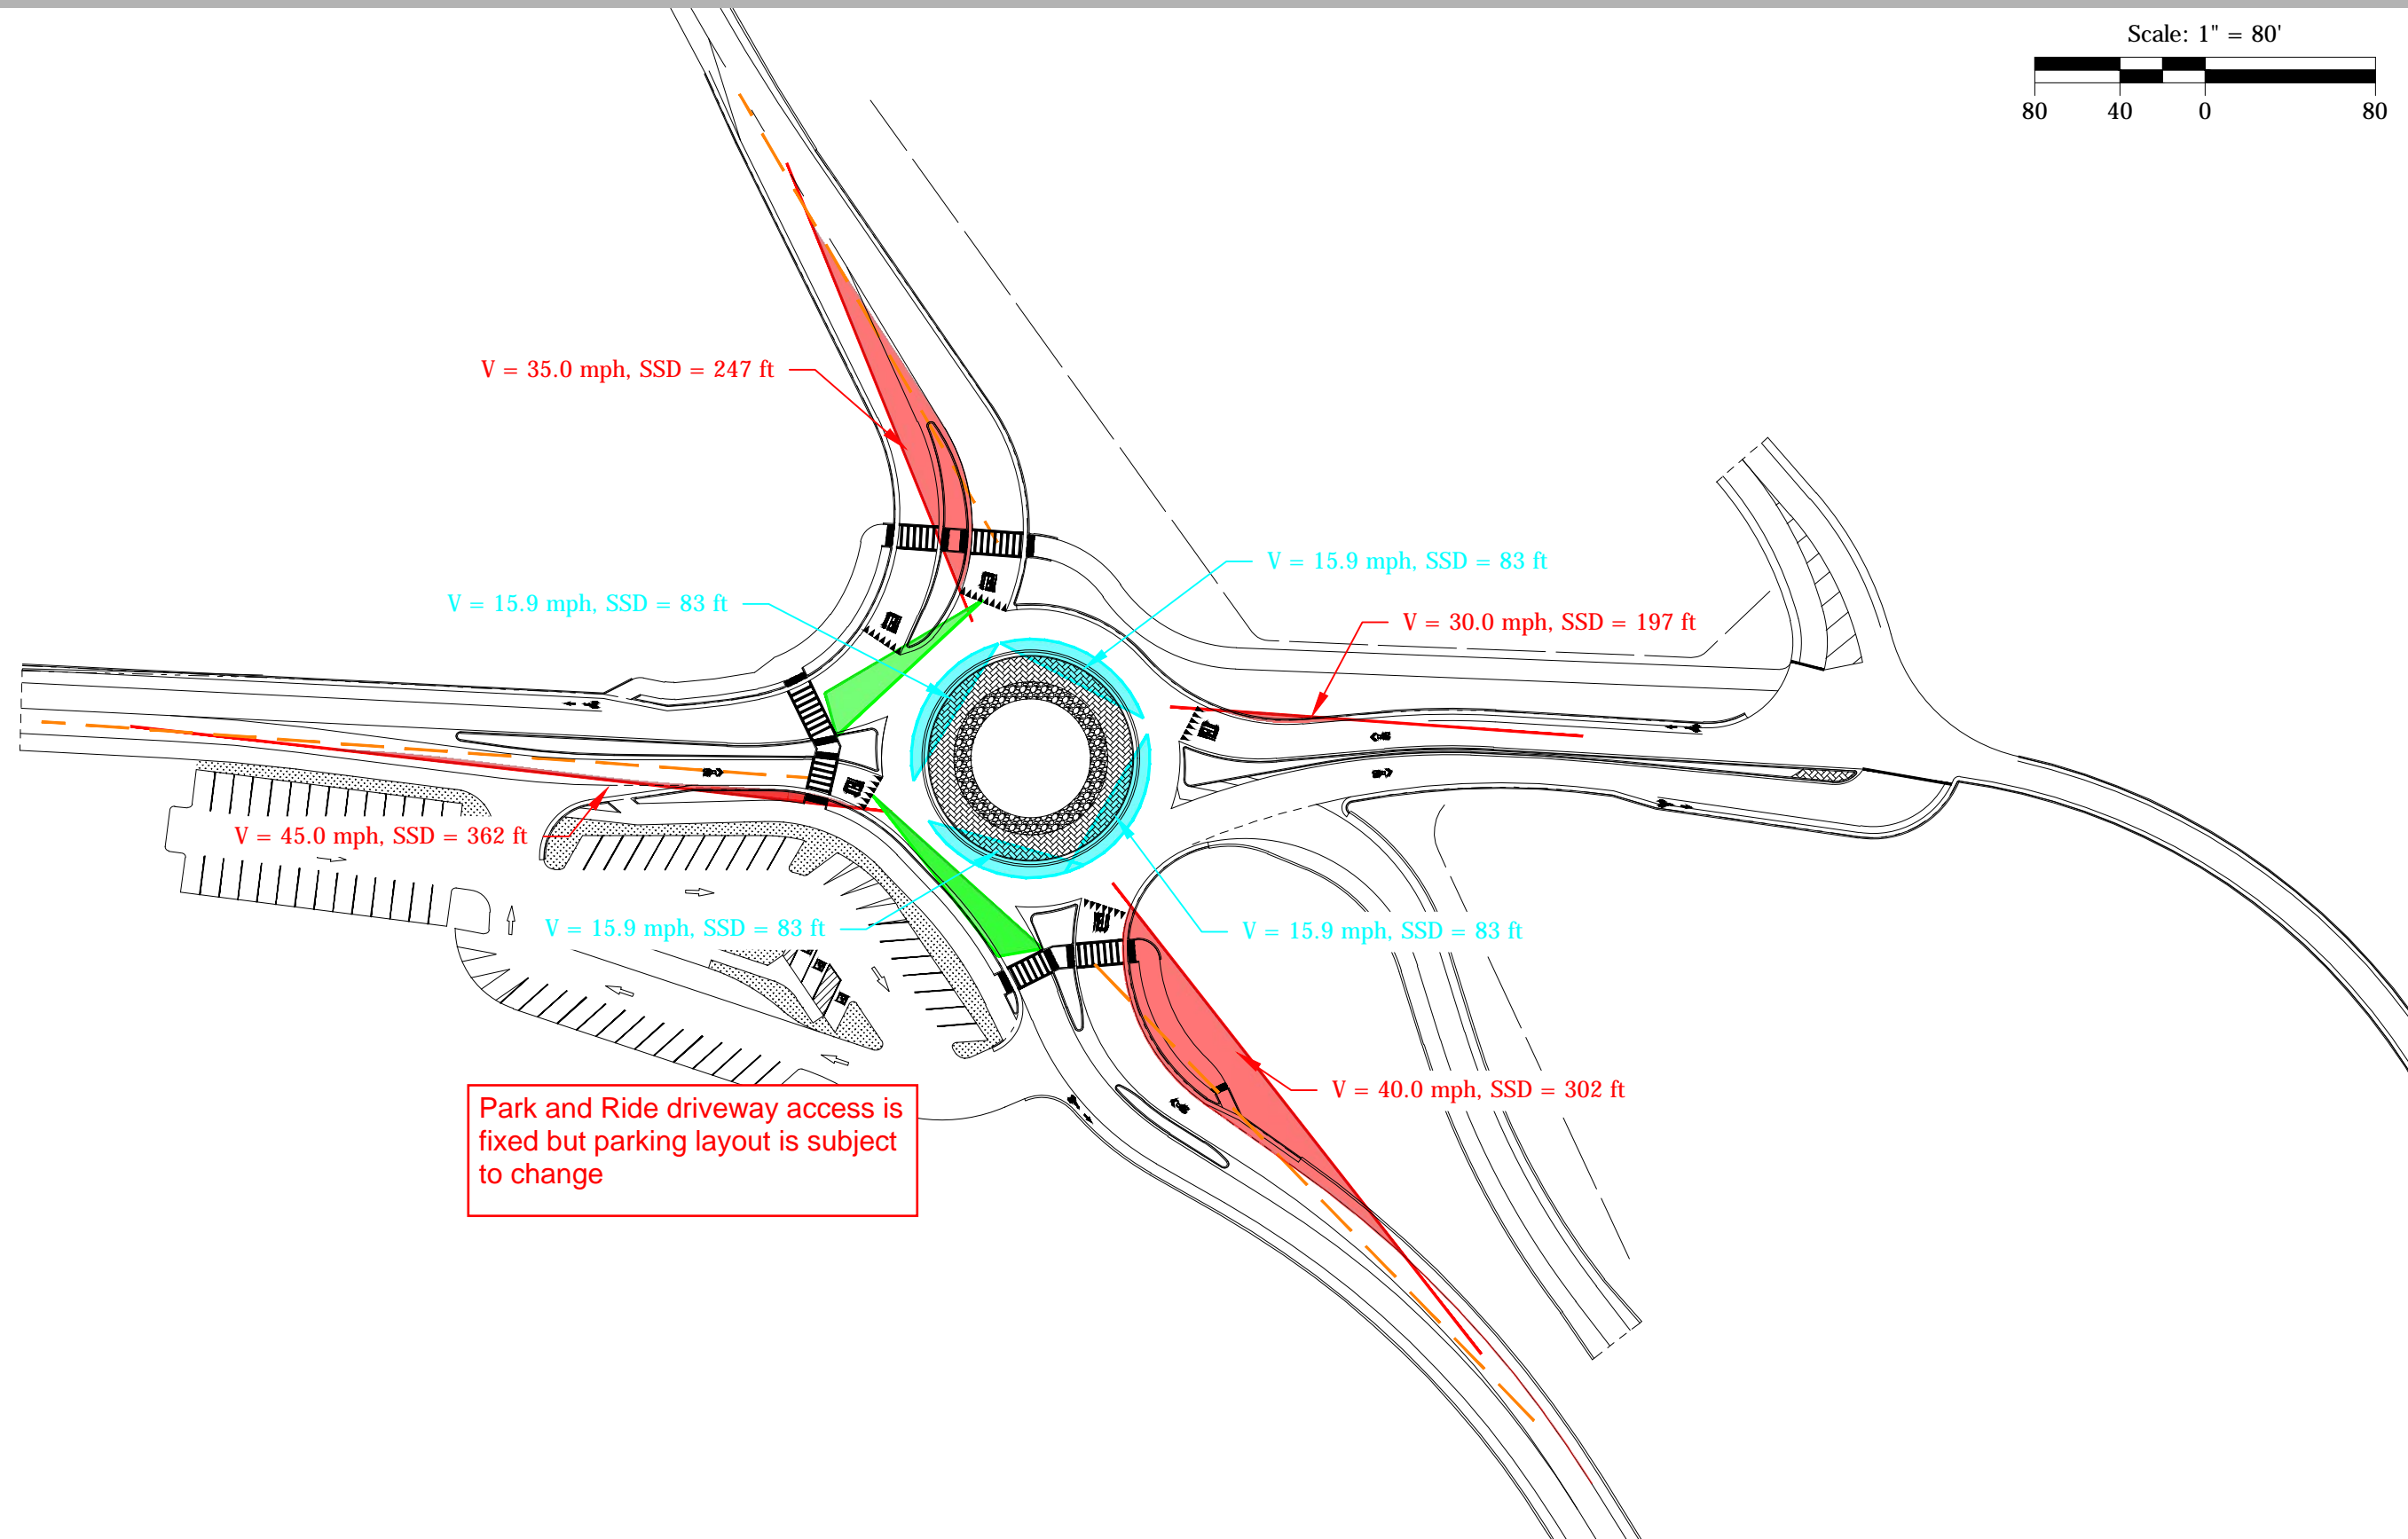 Scale: 1" = 80'
80 40 0 80
V = 35.0 mph, SSD = 247 ft
V = 15.9 mph, SSD = 83 ft
V = 15.9 mph, SSD = 83 ft
V = 30.0 mph, SSD = 197 ft
V = 45.0 mph, SSD = 362 ft
V = 15.9 mph, SSD = 83 ft
V = 15.9 mph, SSD = 83 ft
V = 40.0 mph, SSD = 302 ft
Park and Ride driveway access is
fixed but parking layout is subject
to change